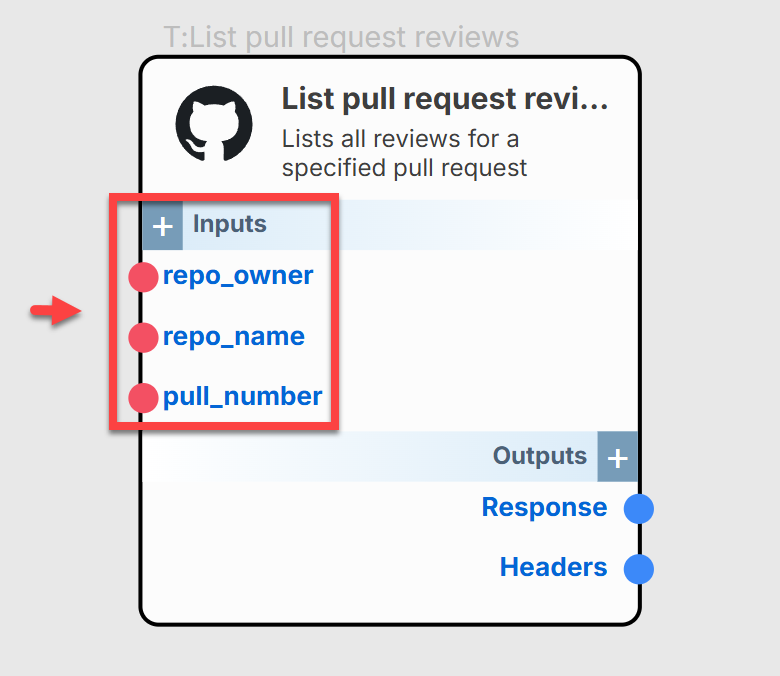 T:List pull request reviews
List pull request revi...
Lists all reviews for a
specified pull request
+ Inputs
repo_owner
repo_name
pull_number
Outputs +
Response
Headers